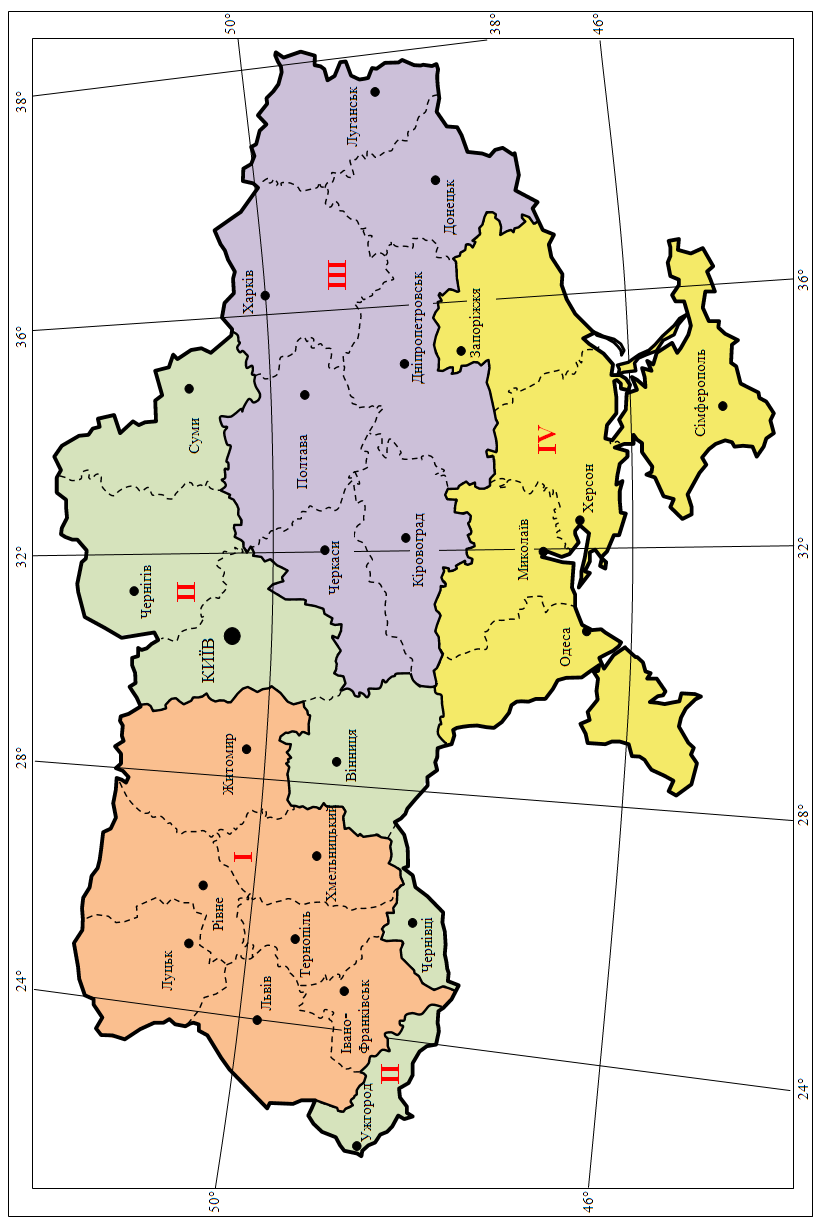 24°
28°
32°
36°
38°
Чернігів
Луцьк
II
Суми
КИЇВ
50°
Рівне
Житомир
50°
I
Харків
Львів
Полтава
Тернопіль
Хмельницький
Черкаси
III
Івано-
Франківськ
Вінниця
Луганськ
Ужгород
II
Кіровоград
Дніпропетровськ
Чернівці
Донецьк
Запоріжжя
38°
Миколаїв
IV
Одеса
Херсон
46°
46°
Сімферополь
24°
28°
32°
36°